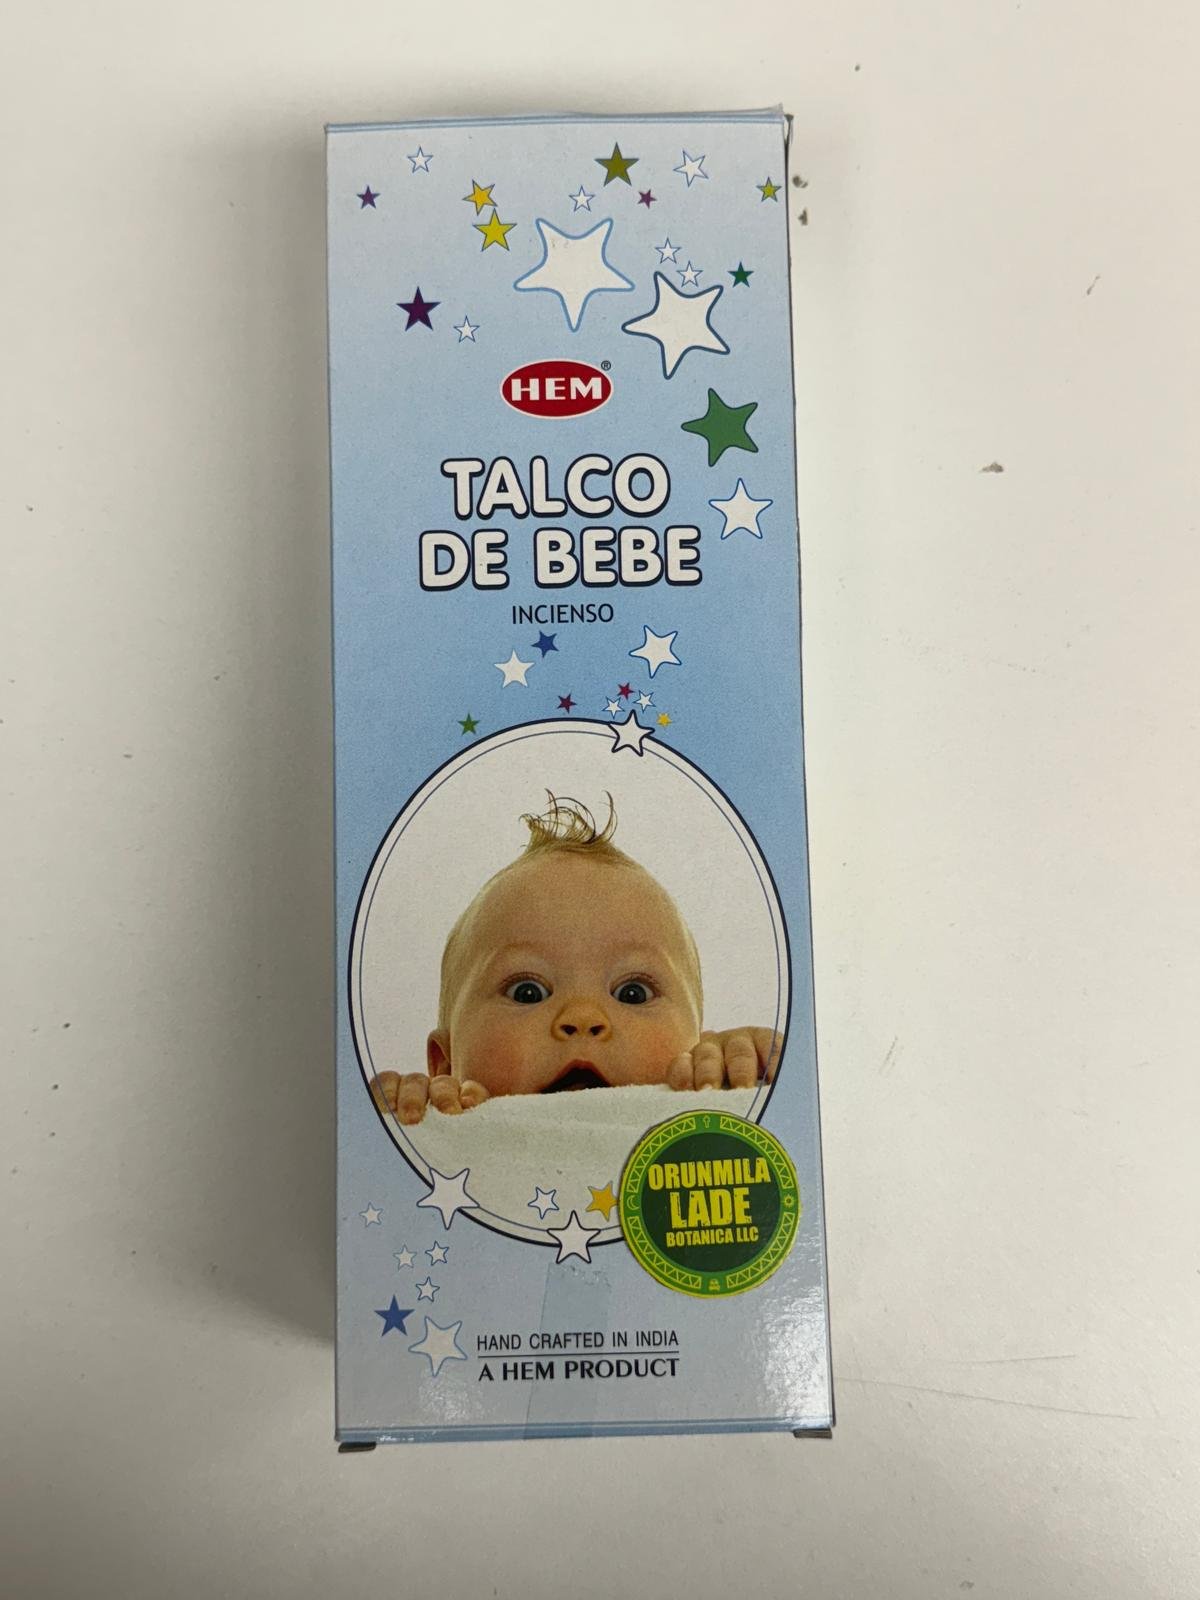 HEM®
TALCO
DE BEBE
INCIENSO
ORUNMILA
LADE
BOTANICA LLC
HAND CRAFTED IN INDIA
A HEM PRODUCT